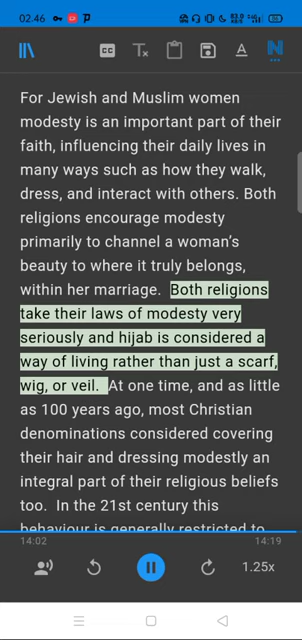 02.46
For Jewish and Muslim women
modesty is an important part of their
faith, influencing their daily lives in
many ways such as how they walk,
dress, and interact with others. Both
religions encourage modesty
primarily to channel a woman's
beauty to where it truly belongs,
within her marriage. Both religions
take their laws of modesty very
seriously and hijab is considered a
way of living rather than just a scarf,
wig, or veil. At one time, and as little
as 100 years ago, most Christian
denominations considered covering
their hair and dressing modestly an
integral part of their religious beliefs
too. In the 21st century this
behaviour is generally restricted to
14:02 14:19
1.25x